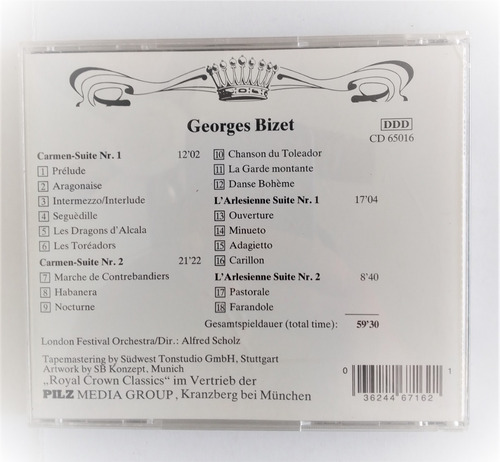 Georges Bizet
DDD
CD 65016
Carmen-Suite Nr. 1 12'02
1 Prélude
2 Aragonaise
3 Intermezzo/Interlude
4 Seguèdille
5 Les Dragons d'Alcala
6 Les Toréadors
Carmen-Suite Nr. 2 21'22
7 Marche de Contrebandiers
8 Habanera
9 Nocturne
10 Chanson du Toleador
11 La Garde montante
12 Danse Bohème
L'Arlesienne Suite Nr. 1 17'04
13 Ouverture
14 Minueto
15 Adagietto
16 Carillon
L'Arlesienne Suite Nr. 2 8'40
17 Pastorale
18 Farandole
Gesamtspieldauer (total time): 59'30
London Festival Orchestra/Dir.: Alfred Scholz
Tapemastering by Südwest Tonstudio GmbH, Stuttgart
Artwork by SB Konzept, Munich
„Royal Crown Classics“ im Vertrieb der
PILZ MEDIA GROUP, Kranzberg bei München
0 36244 67162 1